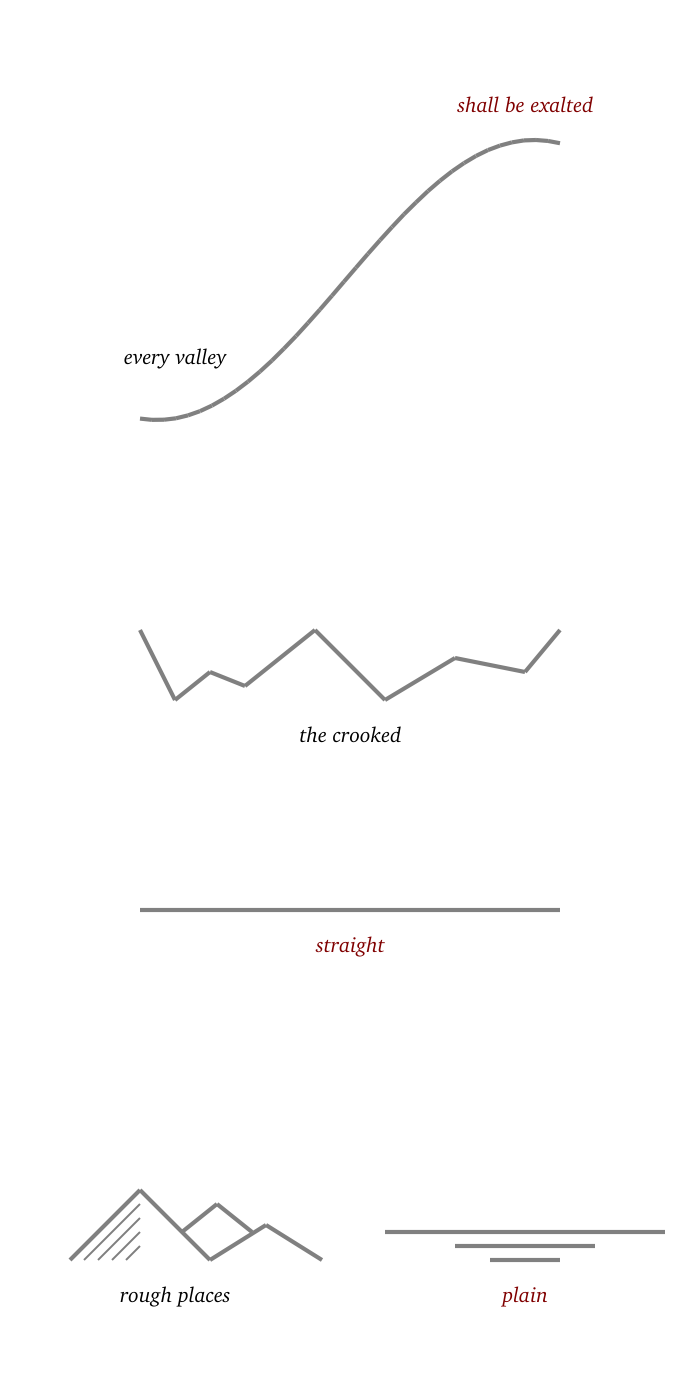 shall be exalted
every valley
the crooked
straight
rough places
plain